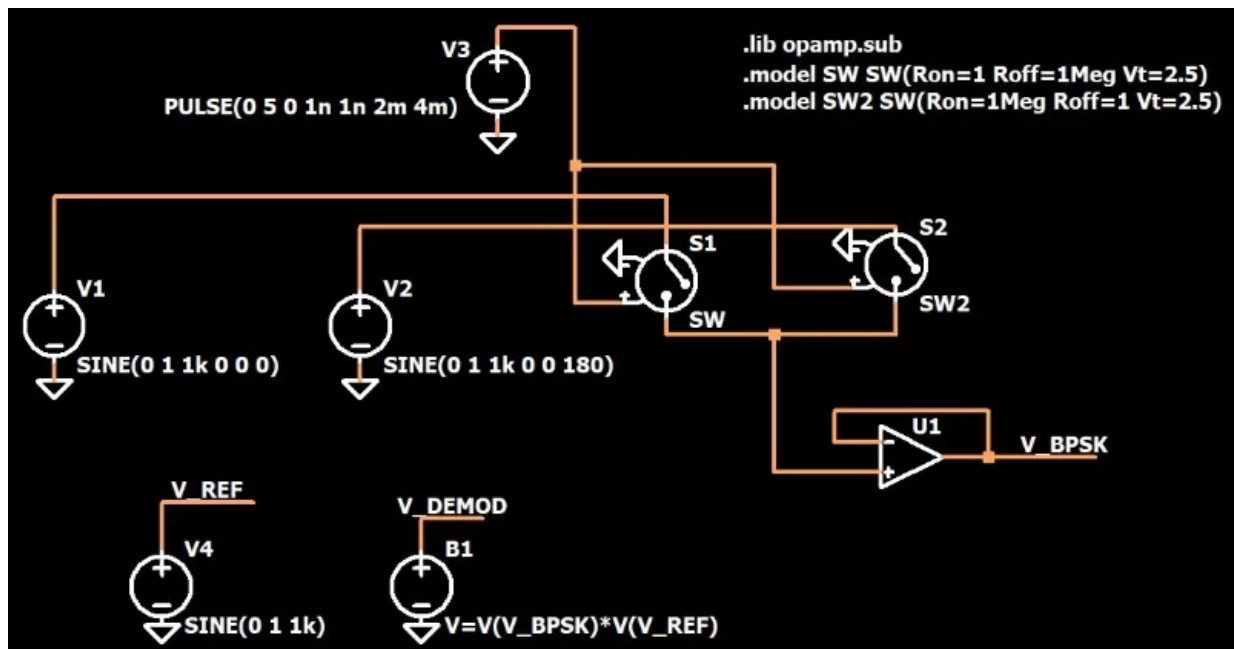 V3
PULSE(0 5 0 1n 1n 2m 4m)
.lib opamp.sub
.model SW SW(Ron=1 Roff=1Meg Vt=2.5)
.model SW2 SW(Ron=1Meg Roff=1 Vt=2.5)
S1
SW
S2
SW2
V1
SINE(0 1 1k 0 0 0)
V2
SINE(0 1 1k 0 0 180)
U1
V_BPSK
V_REF
V4
SINE(0 1 1k)
V_DEMOD
B1
V=V(V_BPSK)*V(V_REF)